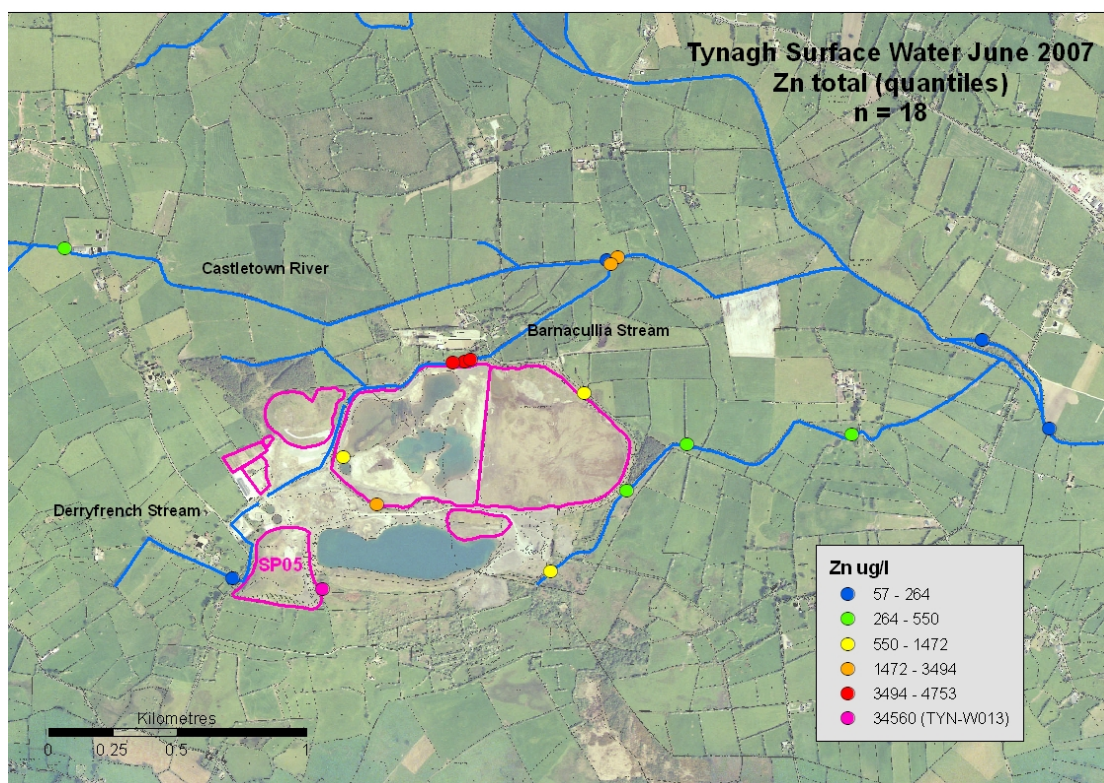 Tynagh Surface Water June 2007
Zn total (quantiles)
n = 18
Castletown River
Barnacullia Stream
Derryfrench Stream
SP05
Zn ug/l
57 - 264
264 - 550
550 - 1472
1472 - 3494
3494 - 4753
34560 (TYN-W013)
Kilometres
0 0.25 0.5 1